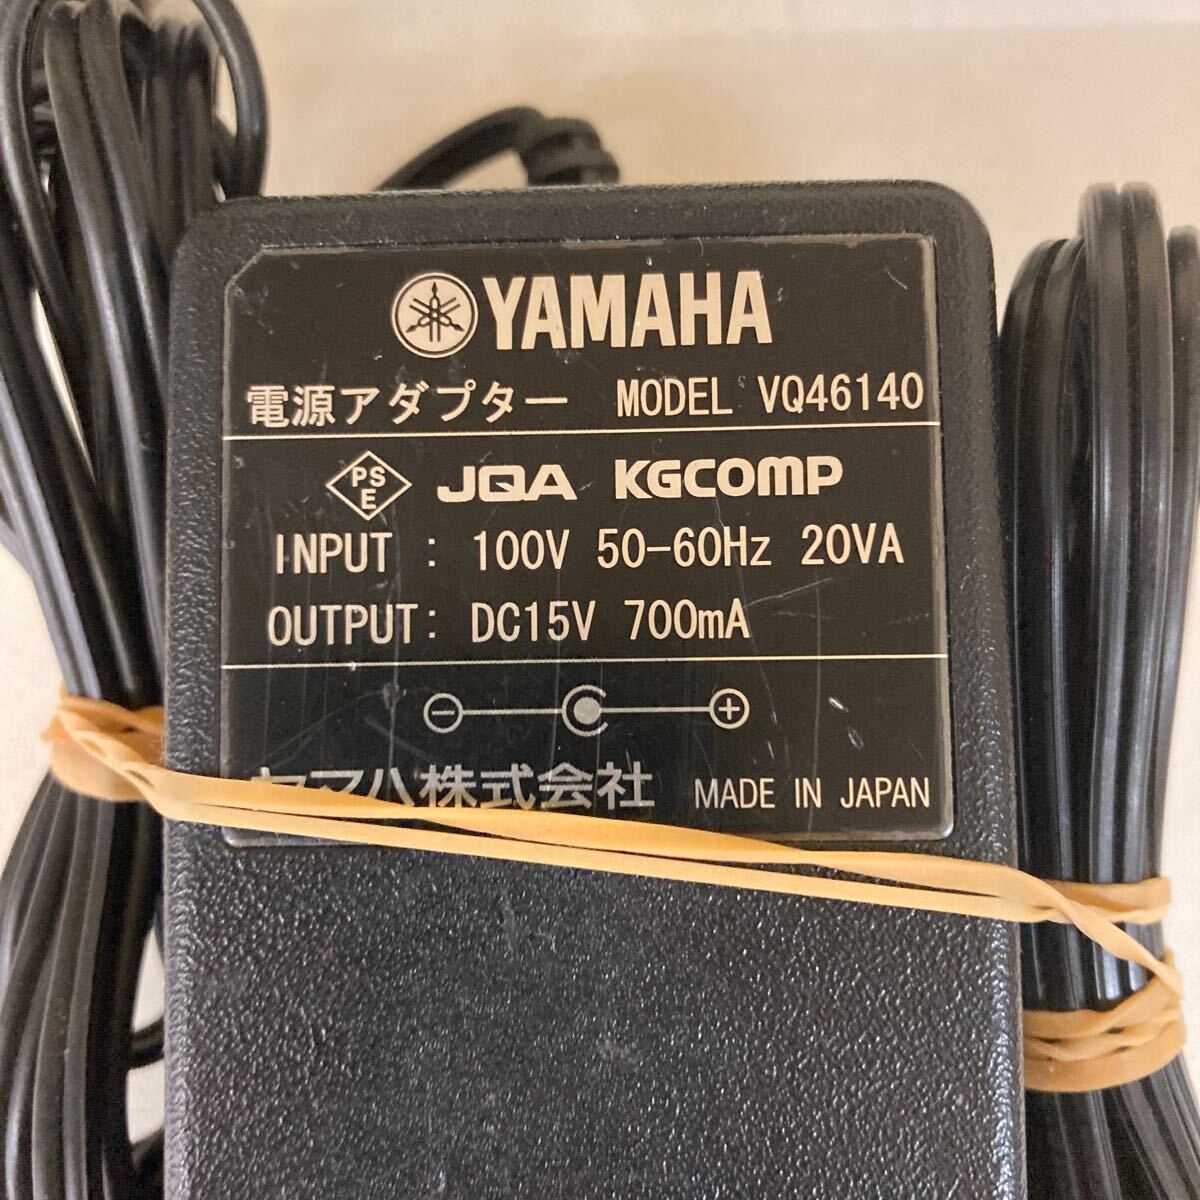 YAMAHA
電源アダプター MODEL VQ46140
PSE JQA KGCOMP
INPUT : 100V 50-60Hz 20VA
OUTPUT: DC15V 700mA
− +
ヤマハ株式会社 MADE IN JAPAN